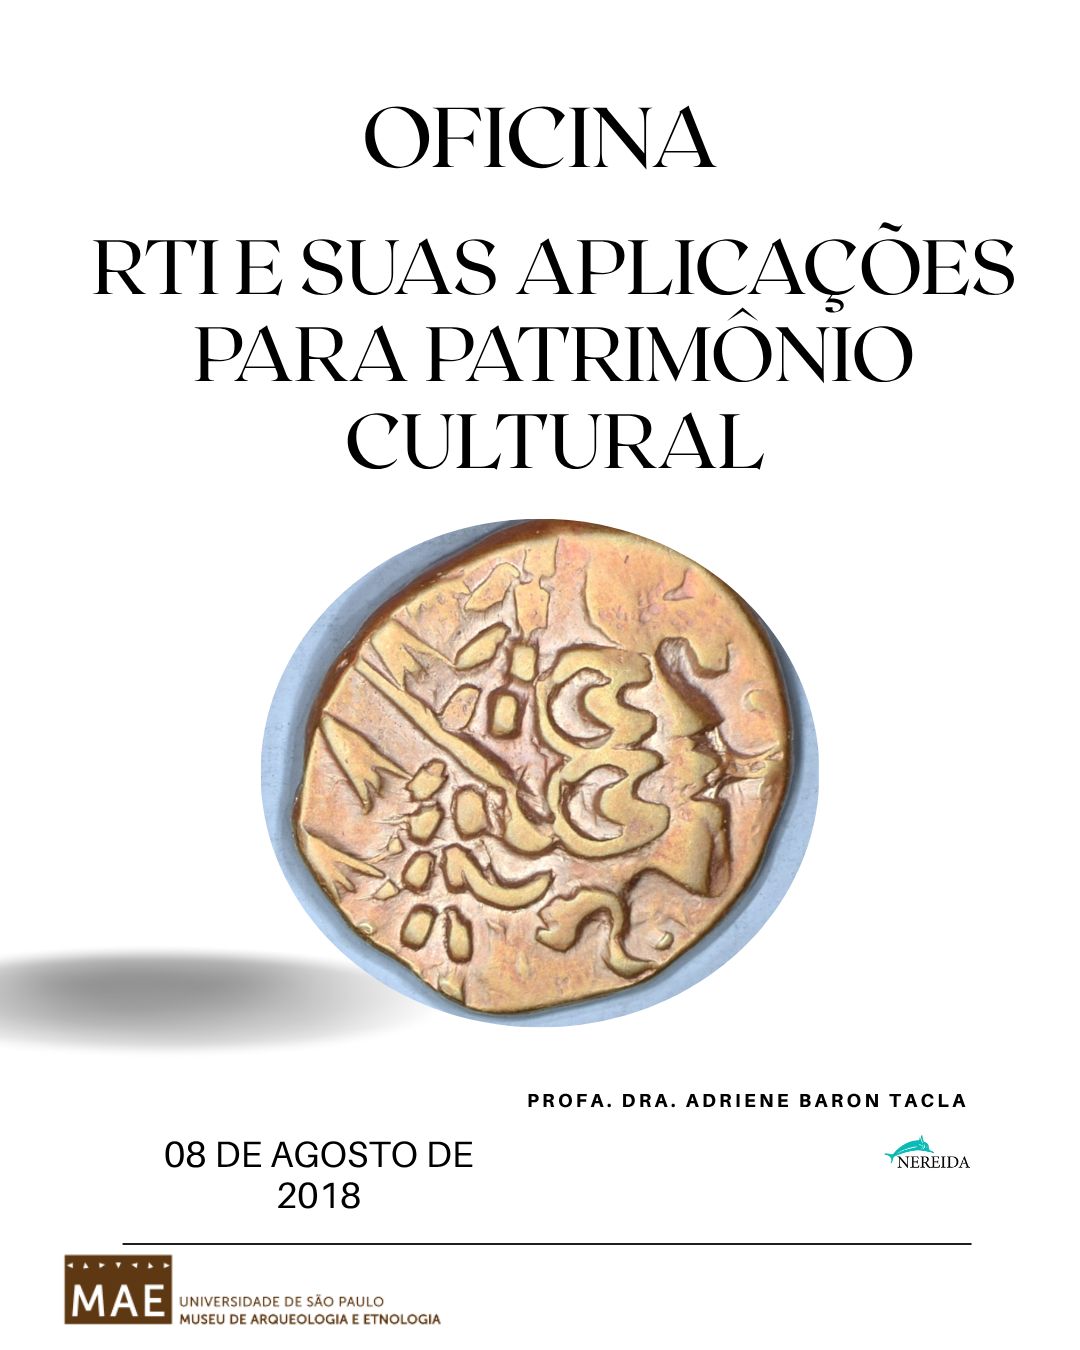 OFICINA
RTI E SUAS APLICAÇÕES
PARA PATRIMÔNIO
CULTURAL
PROFA. DRA. ADRIENE BARON TACLA
08 DE AGOSTO DE
2018
NEREIDA
MAE
UNIVERSIDADE DE SÃO PAULO
MUSEU DE ARQUEOLOGIA E ETNOLOGIA